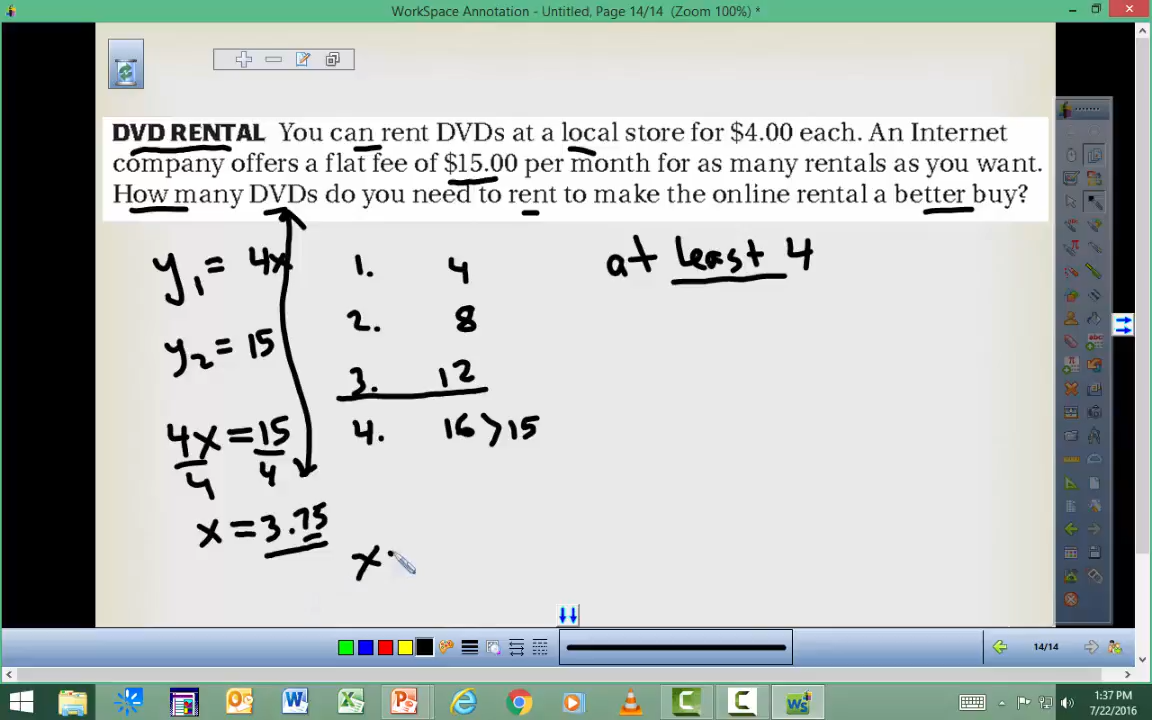 WorkSpace Annotation - Untitled, Page 14/14 (Zoom 100%) *
DVD RENTAL You can rent DVDs at a local store for $4.00 each. An Internet
company offers a flat fee of $15.00 per month for as many rentals as you want.
How many DVDs do you need to rent to make the online rental a better buy?
y1 = 4x
y2 = 15
4x = 15
4 4
x = 3.75
1. 4
2. 8
3. 12
4. 16 > 15
x
at least 4
14/14
1:37 PM
7/22/2016